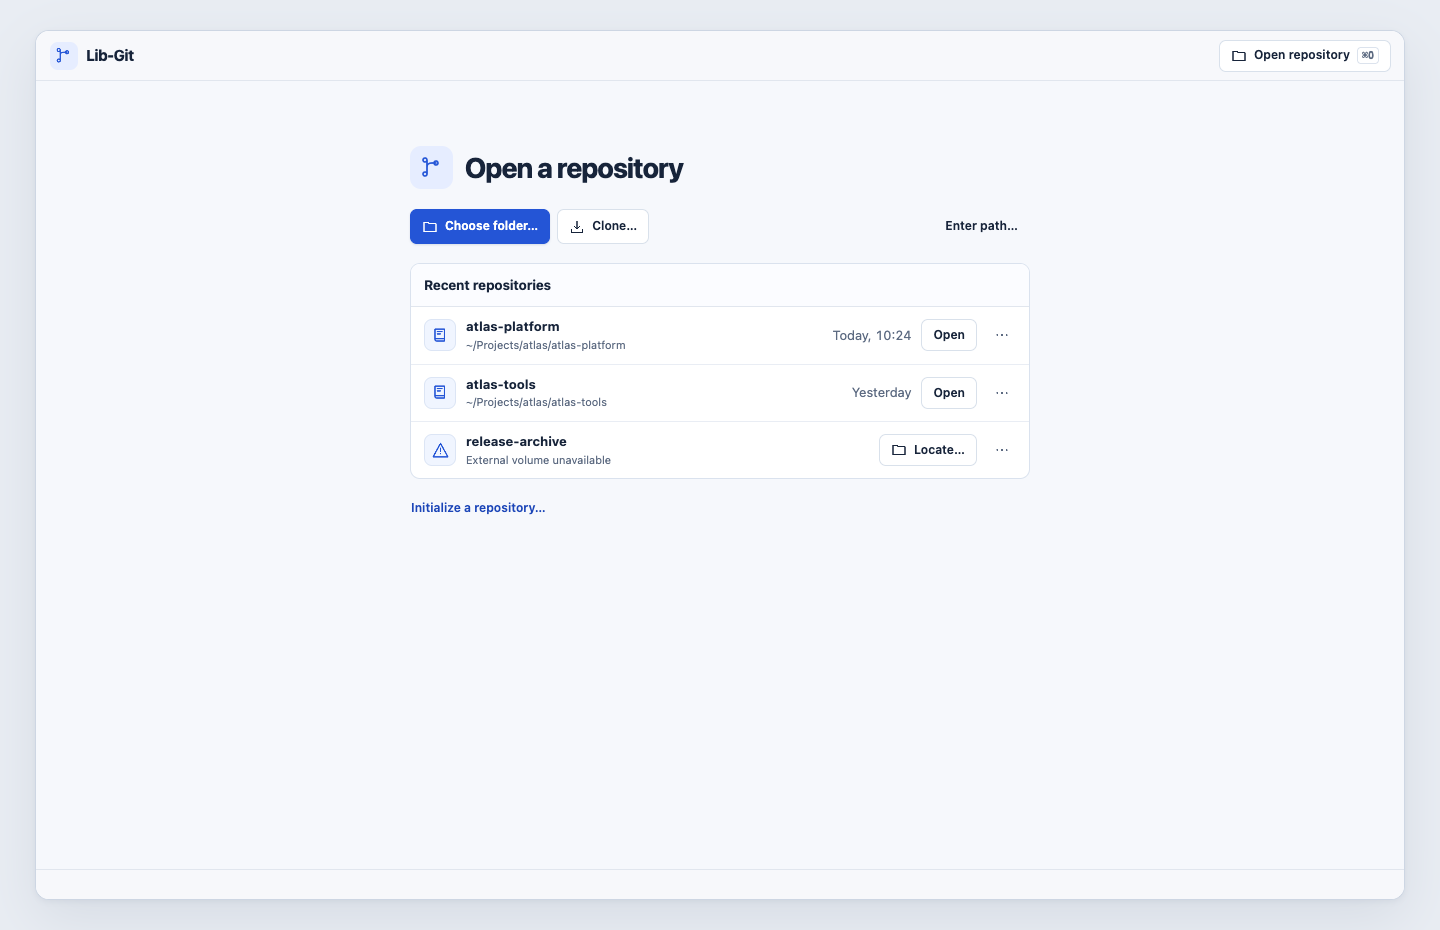 Lib-Git
Open repository ⌘O
Open a repository
Choose folder...
Clone...
Enter path...
Recent repositories
atlas-platform
~/Projects/atlas/atlas-platform
Today, 10:24
Open
atlas-tools
~/Projects/atlas/atlas-tools
Yesterday
Open
release-archive
External volume unavailable
Locate...
Initialize a repository...